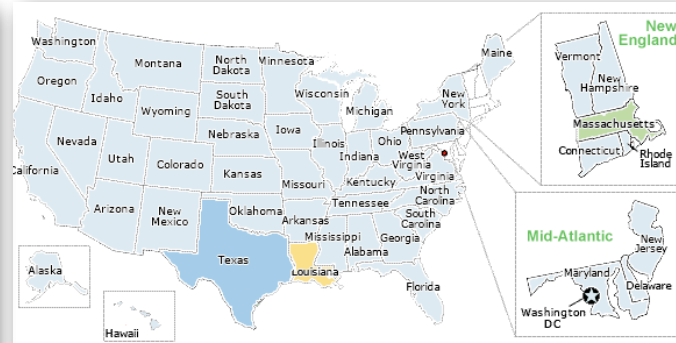 Washington
Oregon
California
Nevada
Idaho
Montana
Wyoming
Utah
Arizona
Colorado
New
Mexico
North
Dakota
South
Dakota
Nebraska
Kansas
Oklahoma
Texas
Minnesota
Iowa
Missouri
Arkansas
Louisiana
Wisconsin
Illinois
Michigan
Indiana
Ohio
Kentucky
Tennessee
Mississippi
Alabama
Georgia
Florida
South
Carolina
North
Carolina
Virginia
West
Virginia
Pennsylvania
New
York
Maine
Alaska
Hawaii
New
England
Vermont
New
Hampshire
Massachusetts
Connecticut
Rhode
Island
Mid-Atlantic
New
Jersey
Maryland
Delaware
Washington
DC